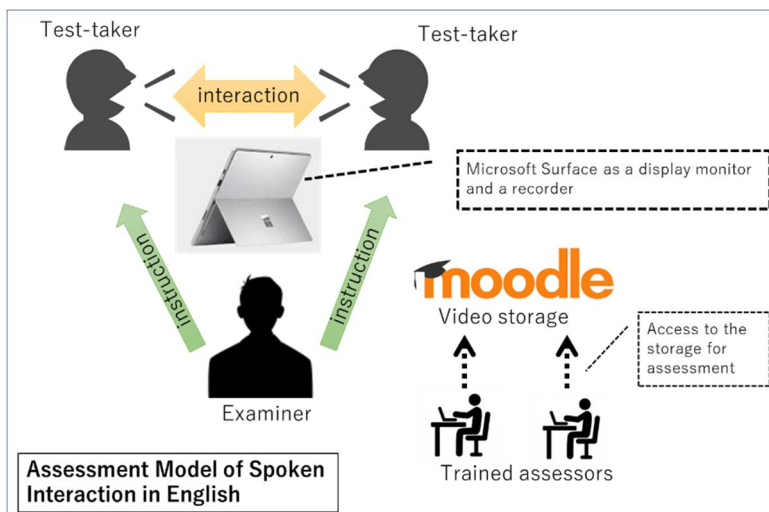 Test-taker
Test-taker
interaction
Microsoft Surface as a display monitor
and a recorder
instruction
instruction
moodle
Video storage
Access to the
storage for
assessment
Examiner
Trained assessors
Assessment Model of Spoken
Interaction in English